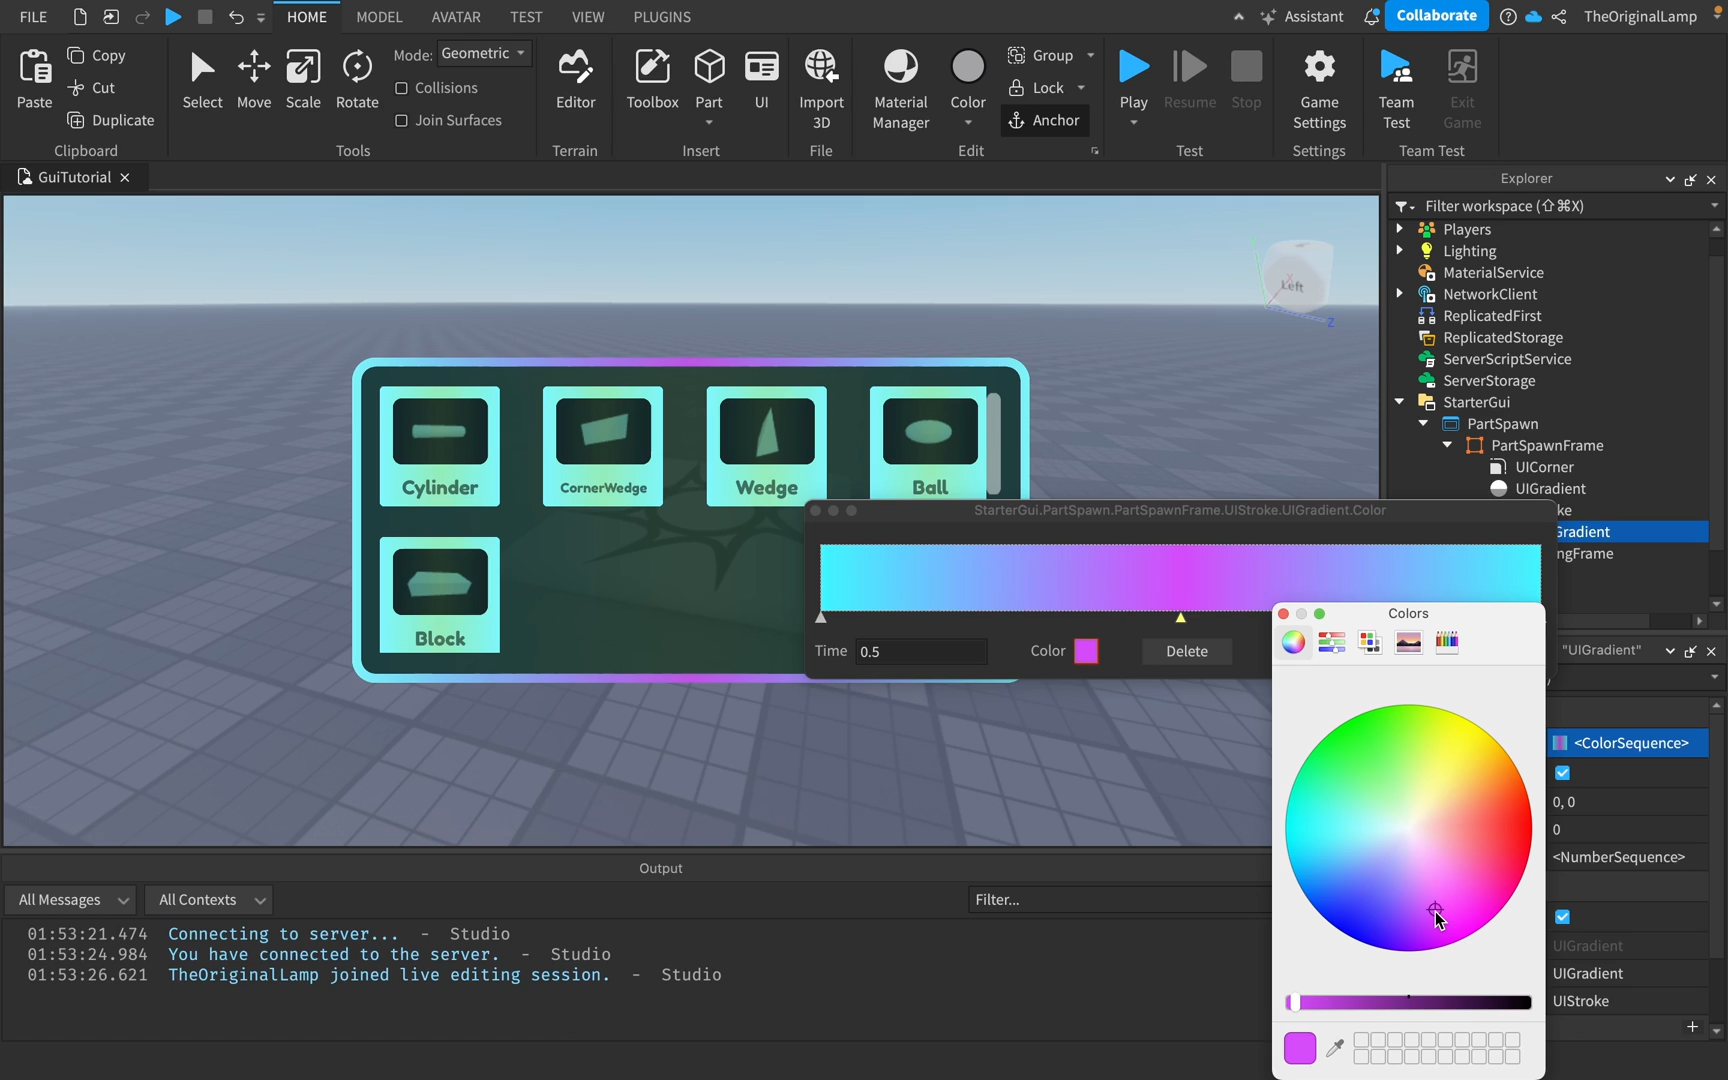 FILE
HOME
MODEL
AVATAR
TEST
VIEW
PLUGINS
Assistant
Collaborate
TheOriginalLamp
Paste
Copy
Cut
Duplicate
Clipboard
Select
Move
Scale
Rotate
Mode: Geometric
Collisions
Join Surfaces
Tools
Editor
Terrain
Toolbox
Part
UI
Insert
Import
3D
File
Material
Manager
Color
Group
Lock
Anchor
Edit
Play
Resume
Stop
Test
Game
Settings
Settings
Team
Test
Exit
Game
Team Test
GuiTutorial
Explorer
Filter workspace (⇧⌘X)
Players
Lighting
MaterialService
NetworkClient
ReplicatedFirst
ReplicatedStorage
ServerScriptService
ServerStorage
StarterGui
PartSpawn
PartSpawnFrame
UICorner
UIGradient
ke
Gradient
ngFrame
Left
Z
Cylinder
CornerWedge
Wedge
Ball
Block
StarterGui.PartSpawn.PartSpawnFrame.UIStroke.UIGradient.Color
Time 0.5
Color
Delete
Colors
"UIGradient"
<ColorSequence>
0, 0
0
<NumberSequence>
UIGradient
UIGradient
UIStroke
Output
All Messages
All Contexts
Filter...
01:53:21.474 Connecting to server... - Studio
01:53:24.984 You have connected to the server. - Studio
01:53:26.621 TheOriginalLamp joined live editing session. - Studio